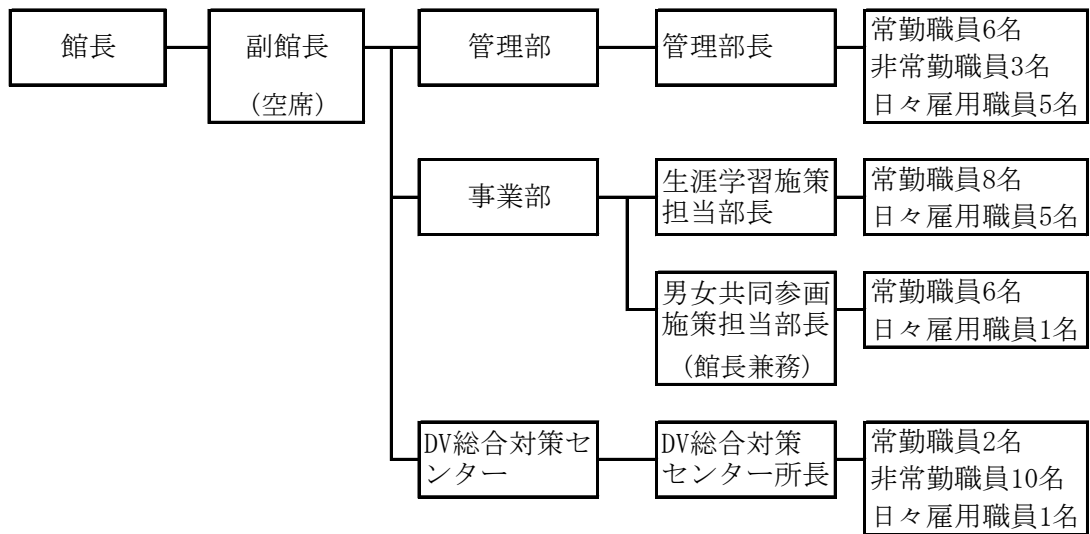 館長
副館長
(空席)
管理部
管理部長
常勤職員6名
非常勤職員3名
日々雇用職員5名
事業部
生涯学習施策
担当部長
常勤職員8名
日々雇用職員5名
男女共同参画
施策担当部長
(館長兼務)
常勤職員6名
日々雇用職員1名
DV総合対策セ
ンター
DV総合対策
センター所長
常勤職員2名
非常勤職員10名
日々雇用職員1名